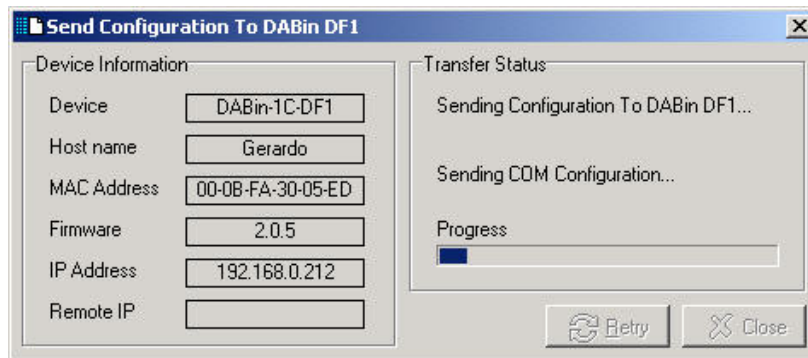 Send Configuration To DABin DF1
Device Information
Device DABin-1C-DF1
Host name Gerardo
MAC Address 00-0B-FA-30-05-ED
Firmware 2.0.5
IP Address 192.168.0.212
Remote IP
Transfer Status
Sending Configuration To DABin DF1...
Sending COM Configuration...
Progress
Retry Close